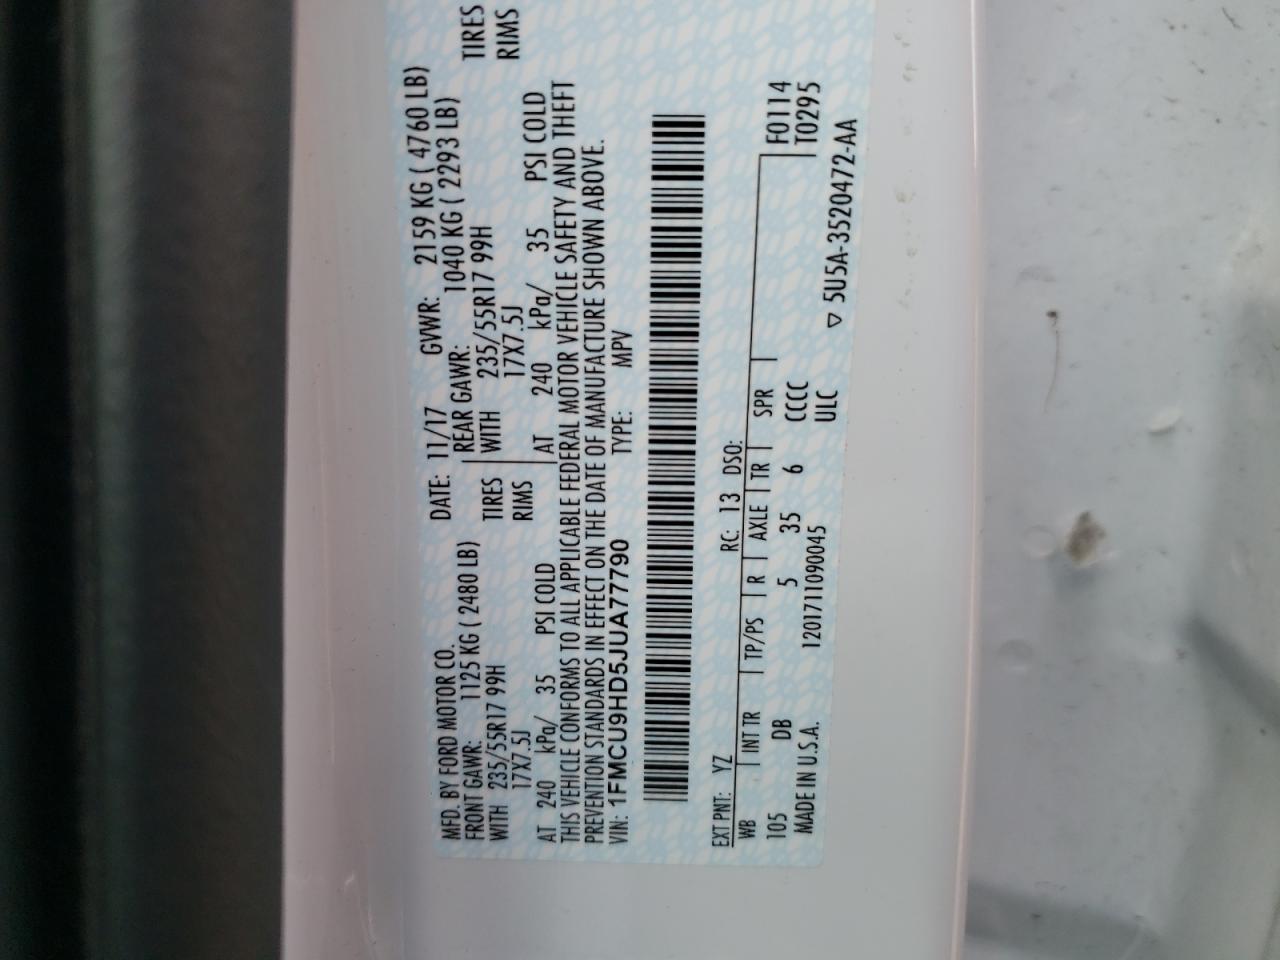 MFD. BY FORD MOTOR CO. DATE: 11/17 GVWR: 2159 KG ( 4760 LB)
FRONT GAWR: 1125 KG ( 2480 LB) REAR GAWR: 1040 KG ( 2293 LB)
WITH 235/55R17 99H TIRES WITH 235/55R17 99H TIRES
17X7.5J RIMS 17X7.5J RIMS
AT 240 kPa/ 35 PSI COLD AT 240 kPa/ 35 PSI COLD
THIS VEHICLE CONFORMS TO ALL APPLICABLE FEDERAL MOTOR VEHICLE SAFETY AND THEFT
PREVENTION STANDARDS IN EFFECT ON THE DATE OF MANUFACTURE SHOWN ABOVE.
VIN: 1FMCU9HD5JUA77790 TYPE: MPV
EXT PNT: YZ RC: 13 DSO:
WB INT TR TP/PS R AXLE TR SPR F0114
105 DB 5 35 6 CCCC T0295
MADE IN U.S.A. 1201711090045 ULC
▽ 5U5A-3520472-AA